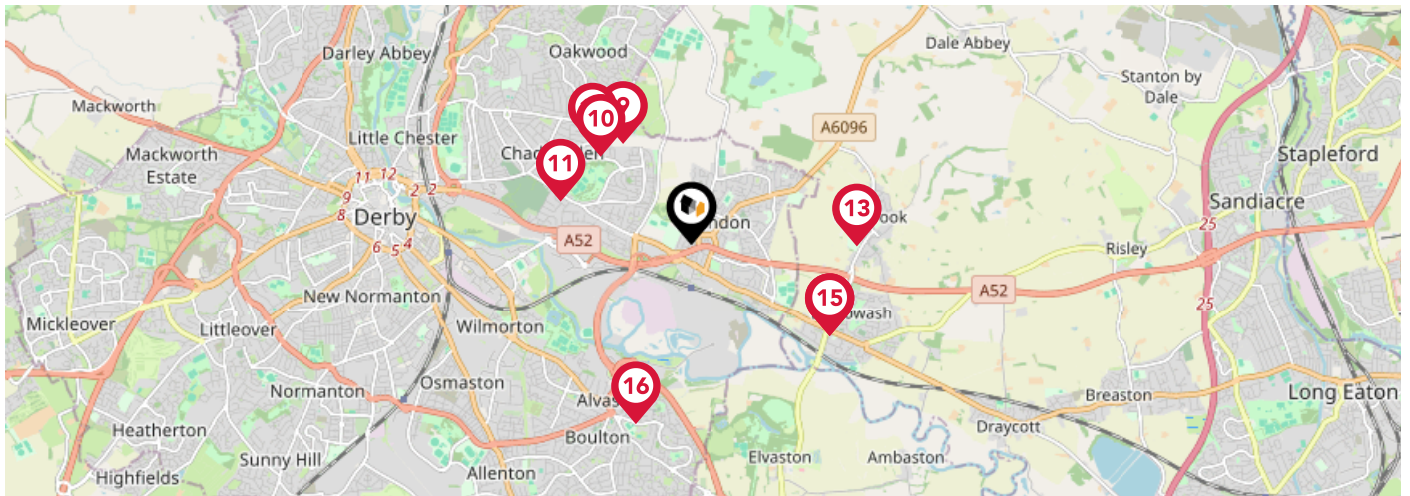 Darley Abbey
Oakwood
Dale Abbey
Stanton by
Dale
Mackworth
9
10
A6096
Little Chester
Mackworth
Estate
11
Stapleford
11
12
2
2
9
8
Derby
6
5
4
13
Sandiacre
25
A52
Risley
A52
New Normanton
15
25
Mickleover
Littleover
Wilmorton
Osmaston
16
Normanton
Breaston
Long Eaton
Heatherton
Boulton
Draycott
Sunny Hill
Elvaston
Ambaston
Highfields
Allenton